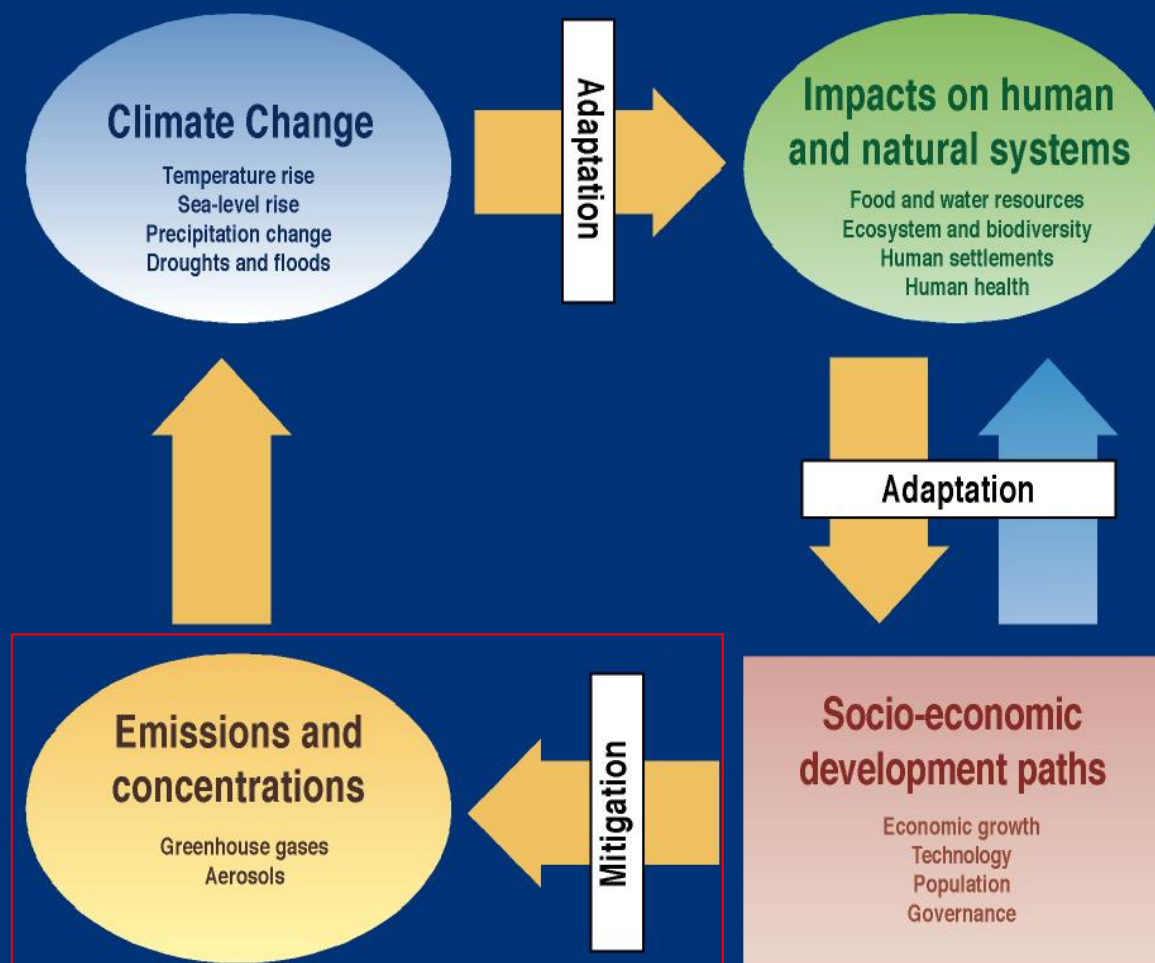 Climate Change
Temperature rise
Sea-level rise
Precipitation change
Droughts and floods
Adaptation
Impacts on human
and natural systems
Food and water resources
Ecosystem and biodiversity
Human settlements
Human health
Adaptation
Emissions and
concentrations
Greenhouse gases
Aerosols
Mitigation
Socio-economic
development paths
Economic growth
Technology
Population
Governance